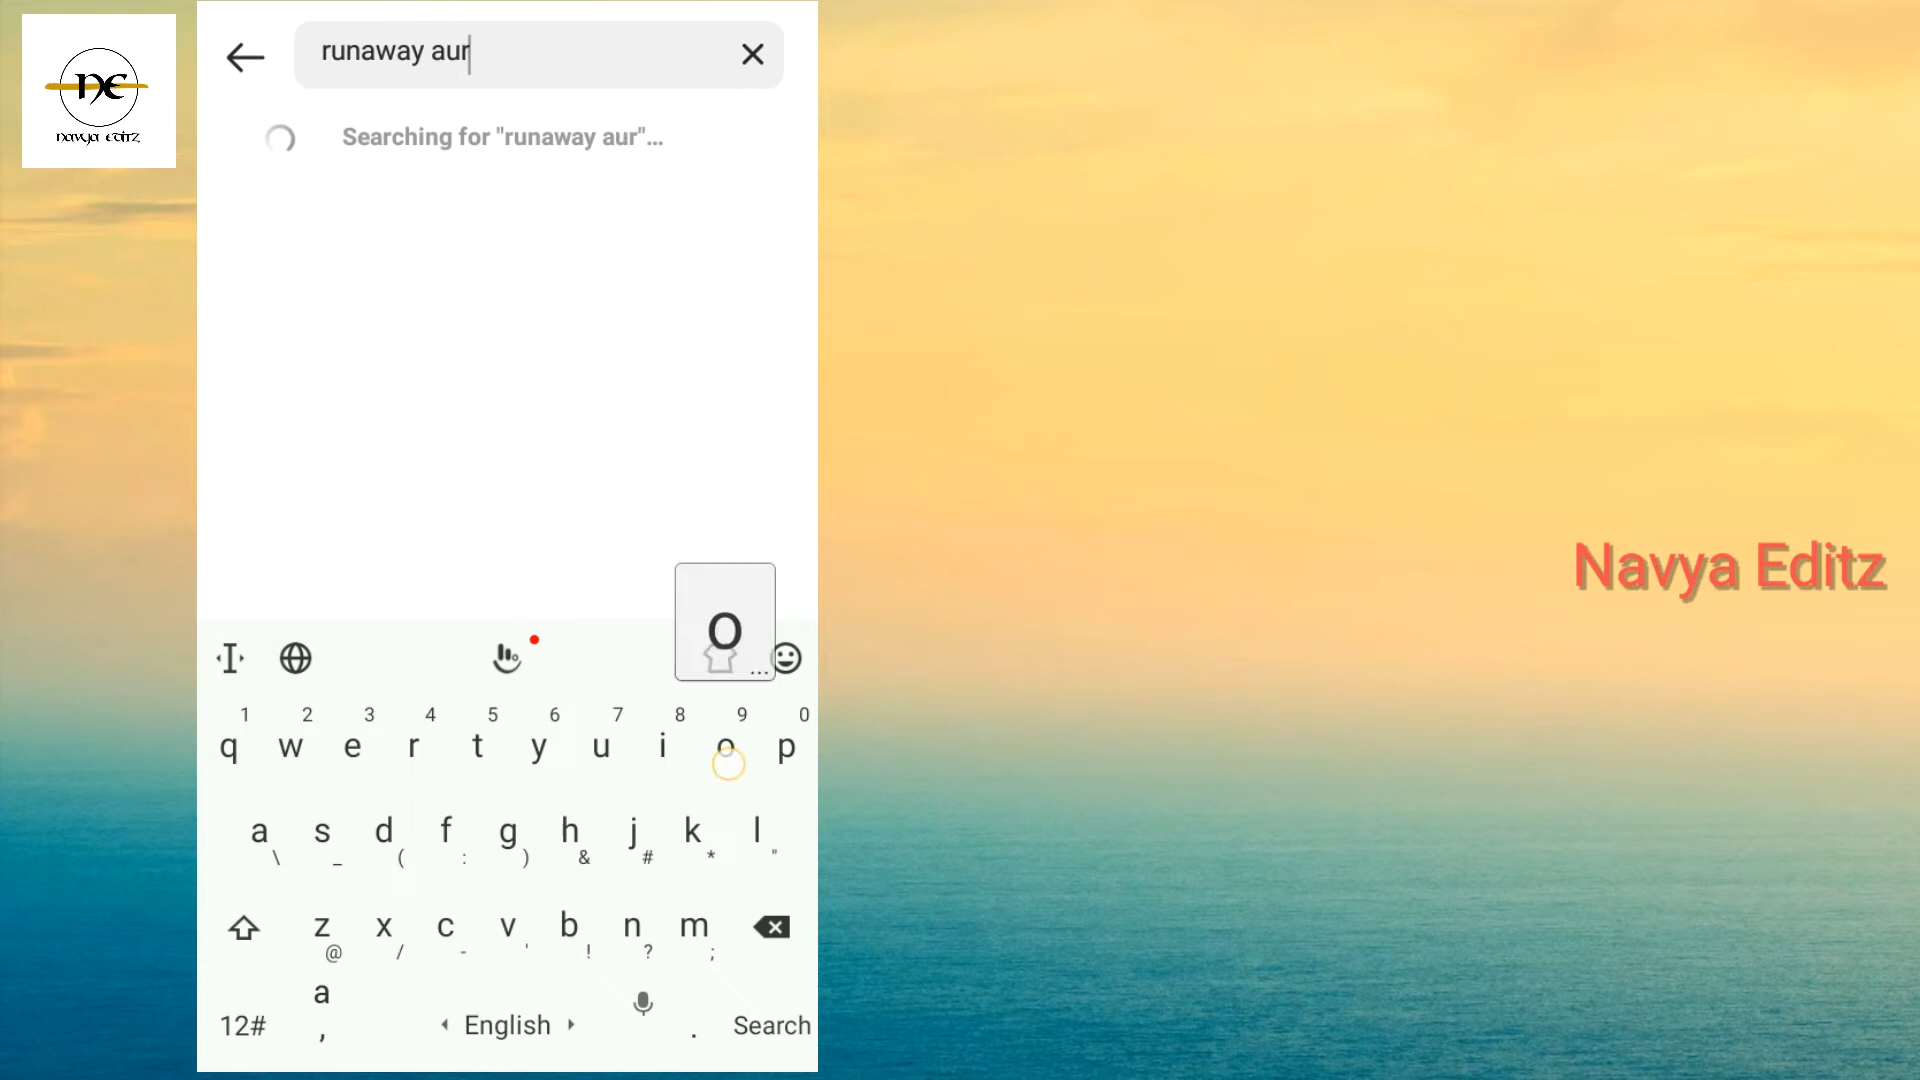 NE
Navya Editz
runaway aur
Searching for "runaway aur"...
o
...
1 2 3 4 5 6 7 8 9 0
q w e r t y u i o p
a s d f g h j k l
\ _ ( : ) & # * "
z x c v b n m
@ / - ' ! ? ;
a
12# , English . Search
Navya Editz